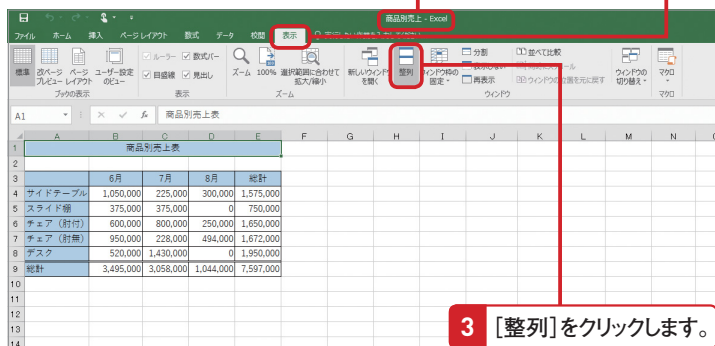 商品別売上 - Excel
ファイル ホーム 挿入 ページレイアウト 数式 データ 校閲 表示
標準 改ページプレビュー ページレイアウト ユーザー設定のビュー
ブックの表示
ルーラー 数式バー
目盛線 見出し
表示
ズーム 100% 選択範囲に合わせて拡大/縮小
ズーム
新しいウィンドウを開く 整列 ウィンドウ枠の固定
分割
再表示
並べて比較
ウィンドウの位置を元に戻す
ウィンドウの切り替え
ウィンドウ
マクロ
マクロ
A1 fx 商品別売上表
A B C D E F G H I J K L M N
1 商品別売上表
2
3 6月 7月 8月 総計
4 サイドテーブル 1,050,000 225,000 300,000 1,575,000
5 スライド棚 375,000 375,000 0 750,000
6 チェア（肘付） 600,000 800,000 250,000 1,650,000
7 チェア（肘無） 950,000 228,000 494,000 1,672,000
8 デスク 520,000 1,430,000 0 1,950,000
9 総計 3,495,000 3,058,000 1,044,000 7,597,000
10
11
12
13
14
3 [整列]をクリックします。